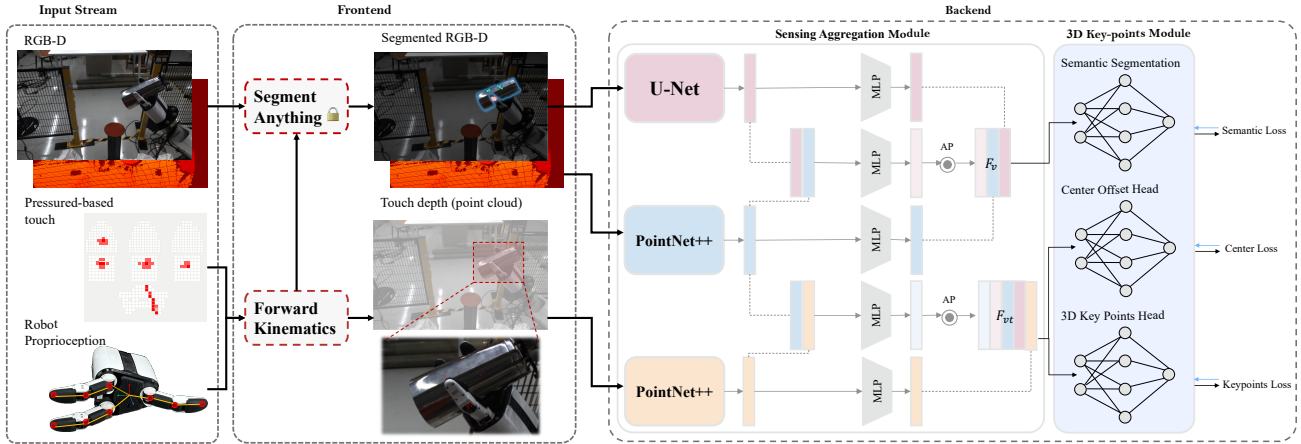 Input Stream
Frontend
Backend
RGB-D
Segmented RGB-D
Sensing Aggregation Module
3D Key-points Module
Segment
Anything
U-Net
MLP
Semantic Segmentation
Semantic Loss
MLP
AP
Fv
Pressured-based
touch
Touch depth (point cloud)
PointNet++
MLP
Center Offset Head
Center Loss
Forward
Kinematics
MLP
AP
Fvt
3D Key Points Head
Robot
Proprioception
PointNet++
MLP
Keypoints Loss